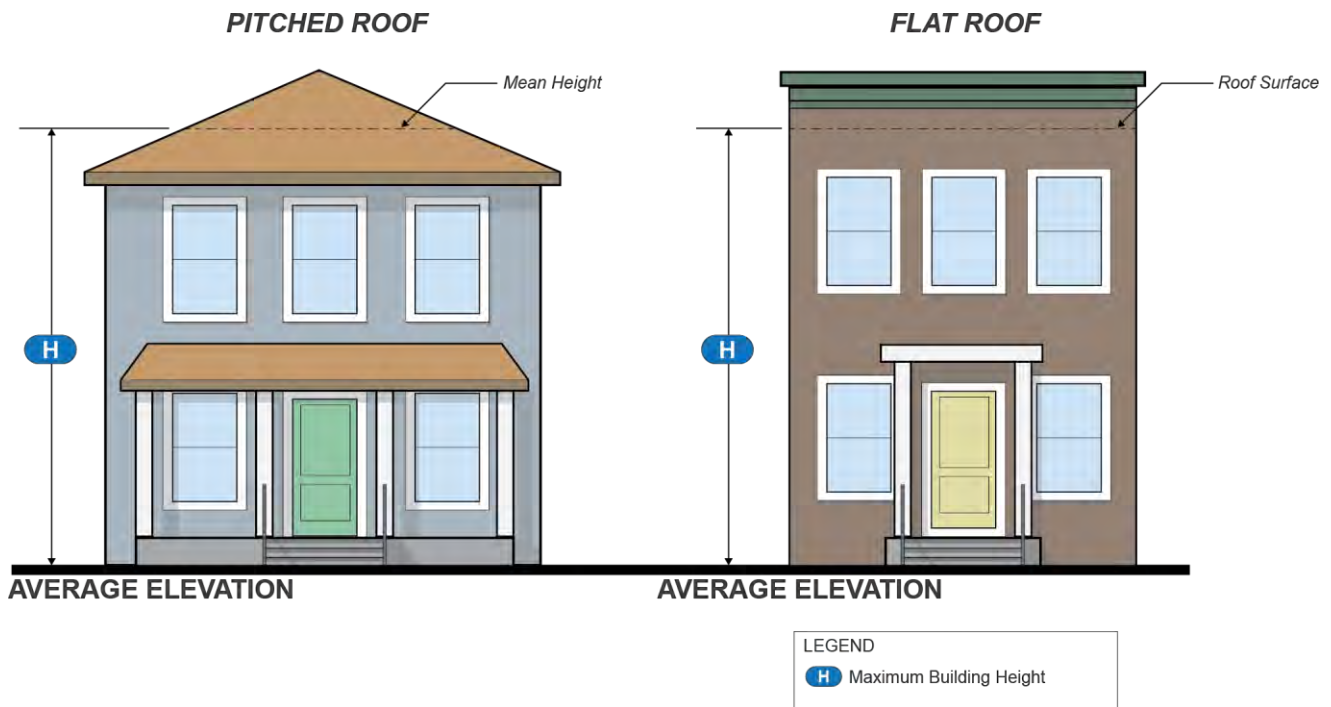 PITCHED ROOF
FLAT ROOF
Mean Height
Roof Surface
H
H
AVERAGE ELEVATION
AVERAGE ELEVATION
LEGEND
H Maximum Building Height